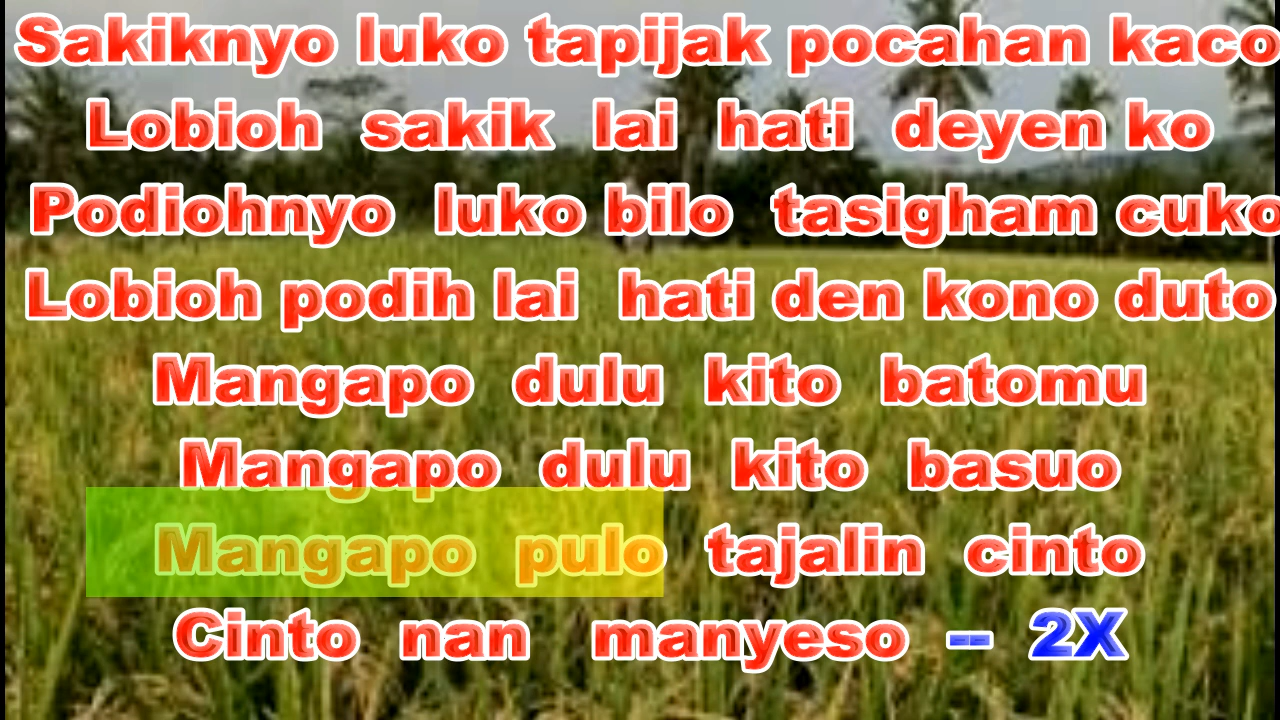 Sakiknyo luko tapijak pocahan kaco
Lobioh sakik lai hati deyen ko
Podiohnyo luko bilo tasigham cuko
Lobioh podih lai hati den kono duto
Mangapo dulu kito batomu
Mangapo dulu kito basuo
Mangapo pulo tajalin cinto
Cinto nan manyeso -- 2X